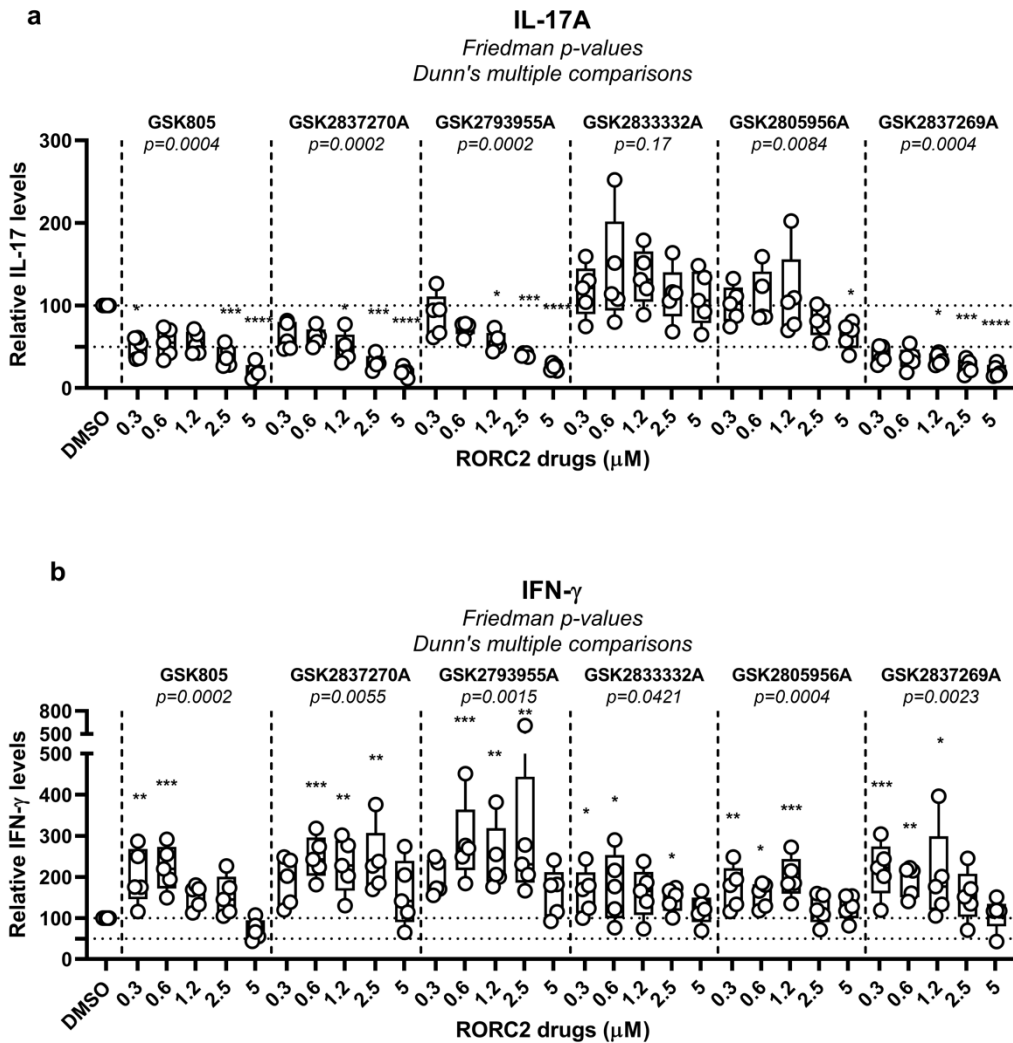 a
IL-17A
Friedman p-values
Dunn's multiple comparisons
GSK805 GSK2837270A GSK2793955A GSK2833332A GSK2805956A GSK2837269A
p=0.0004 p=0.0002 p=0.0002 p=0.17 p=0.0084 p=0.0004
Relative IL-17 levels
300
200
100
0
* *** **** * *** **** * *** **** * * *** ****
DMSO 0.3 0.6 1.2 2.5 5 0.3 0.6 1.2 2.5 5 0.3 0.6 1.2 2.5 5 0.3 0.6 1.2 2.5 5 0.3 0.6 1.2 2.5 5 0.3 0.6 1.2 2.5 5
RORC2 drugs (μM)
b
IFN-γ
Friedman p-values
Dunn's multiple comparisons
GSK805 GSK2837270A GSK2793955A GSK2833332A GSK2805956A GSK2837269A
p=0.0002 p=0.0055 p=0.0015 p=0.0421 p=0.0004 p=0.0023
Relative IFN-γ levels
800
500
500
400
300
200
100
0
** *** *** ** ** *** ** ** * * * ** * *** *** ** *
DMSO 0.3 0.6 1.2 2.5 5 0.3 0.6 1.2 2.5 5 0.3 0.6 1.2 2.5 5 0.3 0.6 1.2 2.5 5 0.3 0.6 1.2 2.5 5 0.3 0.6 1.2 2.5 5
RORC2 drugs (μM)